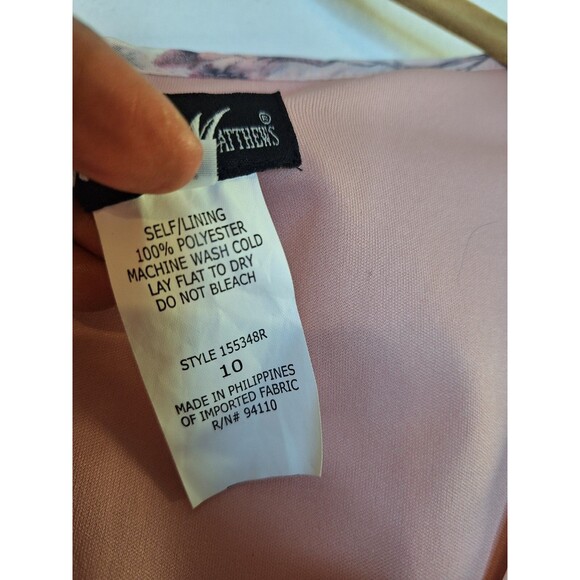 MATTHEWS®
SELF/LINING
100% POLYESTER
MACHINE WASH COLD
LAY FLAT TO DRY
DO NOT BLEACH
STYLE 155348R
10
MADE IN PHILIPPINES
OF IMPORTED FABRIC
R/N# 94110